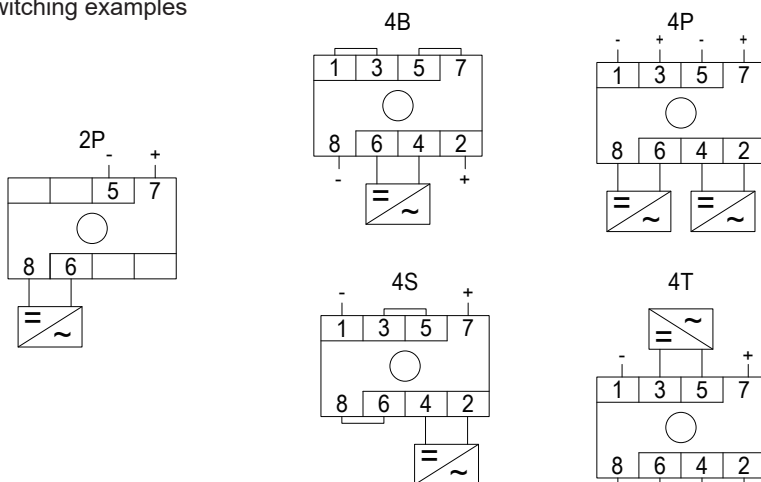 witching examples
4B
1 3 5 7
8 6 4 2
- +
= ~
4P
- + - +
1 3 5 7
8 6 4 2
= ~ = ~
2P
- +
5 7
8 6
= ~
4S
- +
1 3 5 7
8 6 4 2
= ~
4T
~ =
- +
1 3 5 7
8 6 4 2